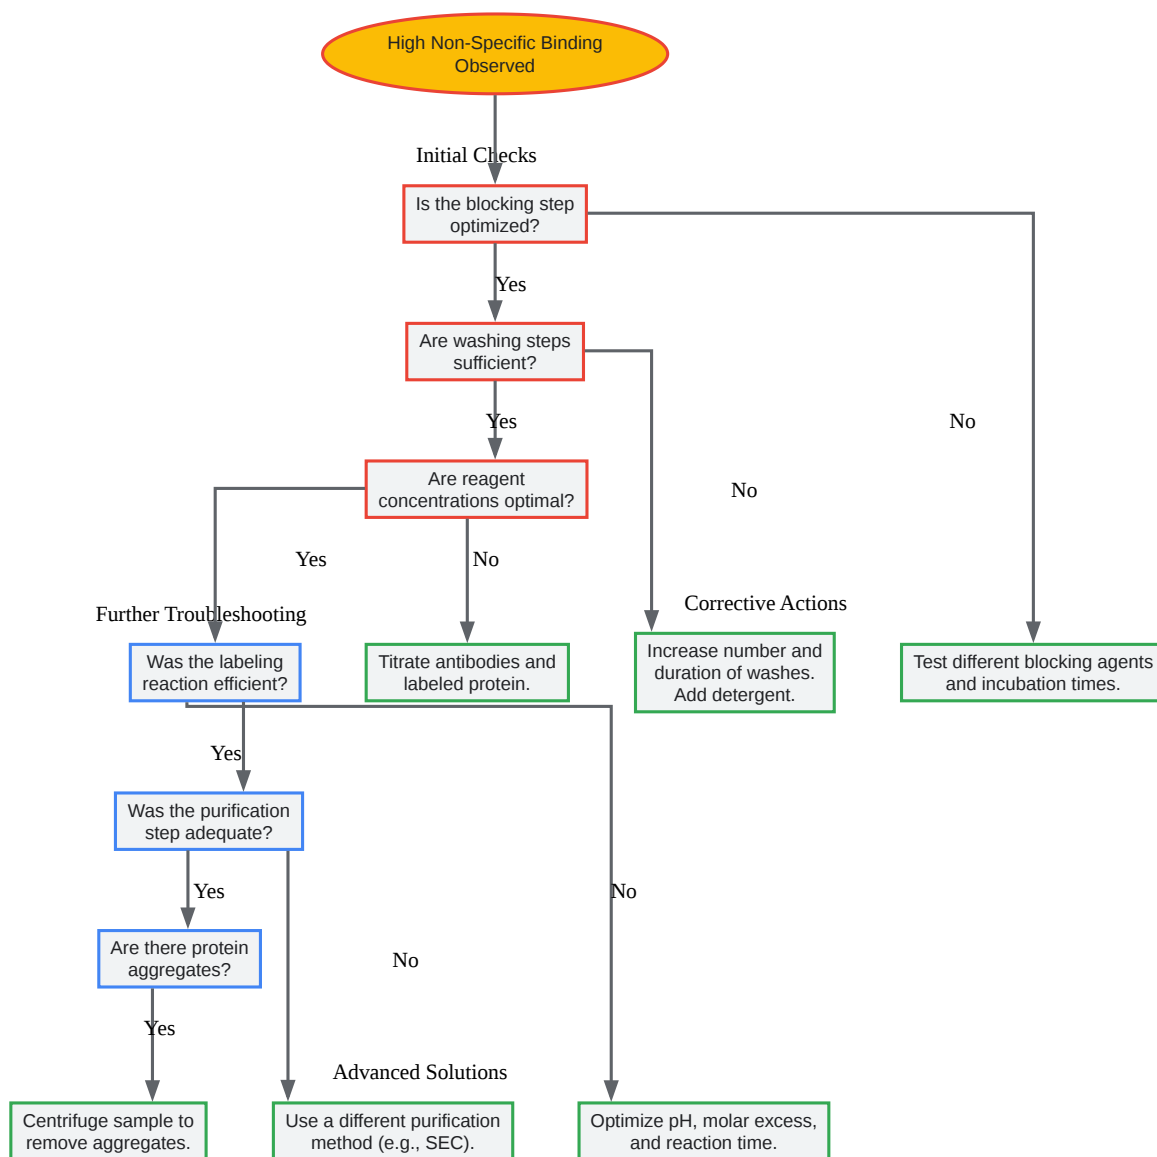 High Non-Specific Binding
Observed
Initial Checks
Is the blocking step
optimized?
Yes
Are washing steps
sufficient?
Yes
No
Are reagent
concentrations optimal?
No
Yes
No
Further Troubleshooting
Corrective Actions
Was the labeling
reaction efficient?
Titrate antibodies and
labeled protein.
Increase number and
duration of washes.
Add detergent.
Test different blocking agents
and incubation times.
Yes
Was the purification
step adequate?
Yes
No
Are there protein
aggregates?
No
Yes
Advanced Solutions
Centrifuge sample to
remove aggregates.
Use a different purification
method (e.g., SEC).
Optimize pH, molar excess,
and reaction time.